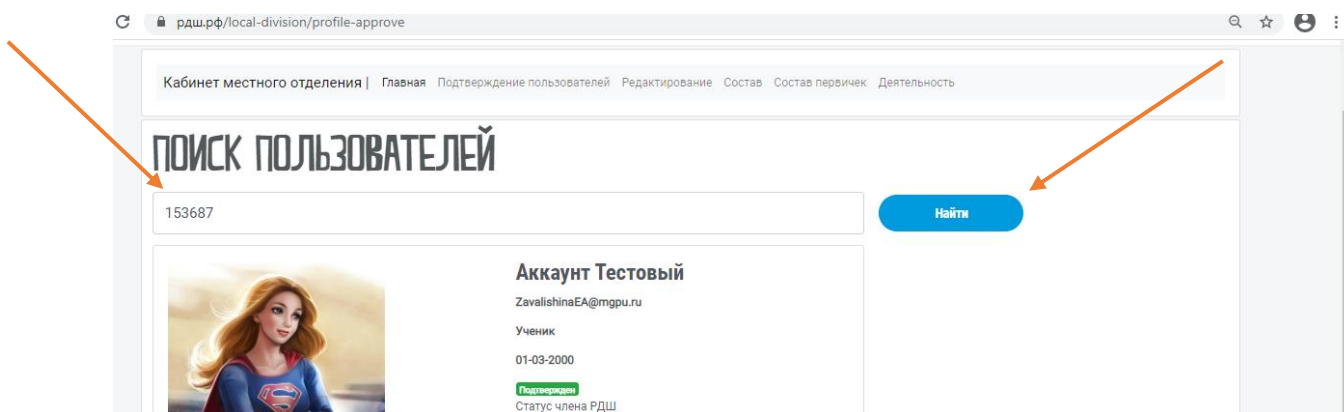 рдш.рф/local-division/profile-approve
Кабинет местного отделения | Главная Подтверждение пользователей Редактирование Состав Состав первичек Деятельность
ПОИСК ПОЛЬЗОВАТЕЛЕЙ
153687 Найти
Аккаунт Тестовый
ZavalishinaEA@mgpu.ru
Ученик
01-03-2000
Подтвержден
Статус члена РДШ